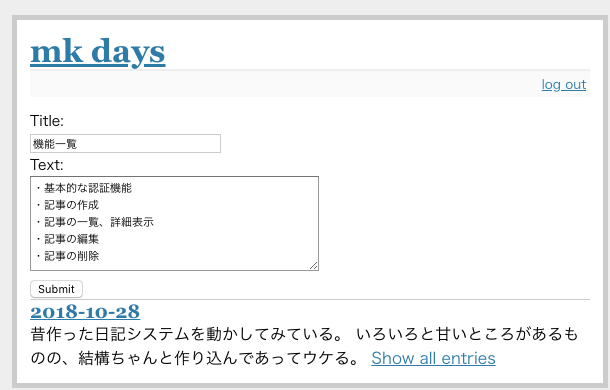 mk days
log out
Title:
機能一覧
Text:
・基本的な認証機能
・記事の作成
・記事の一覧、詳細表示
・記事の編集
・記事の削除
Submit
2018-10-28
昔作った日記システムを動かしてみている。 いろいろと甘いところがあるも
のの、結構ちゃんと作り込んであってウケる。 Show all entries